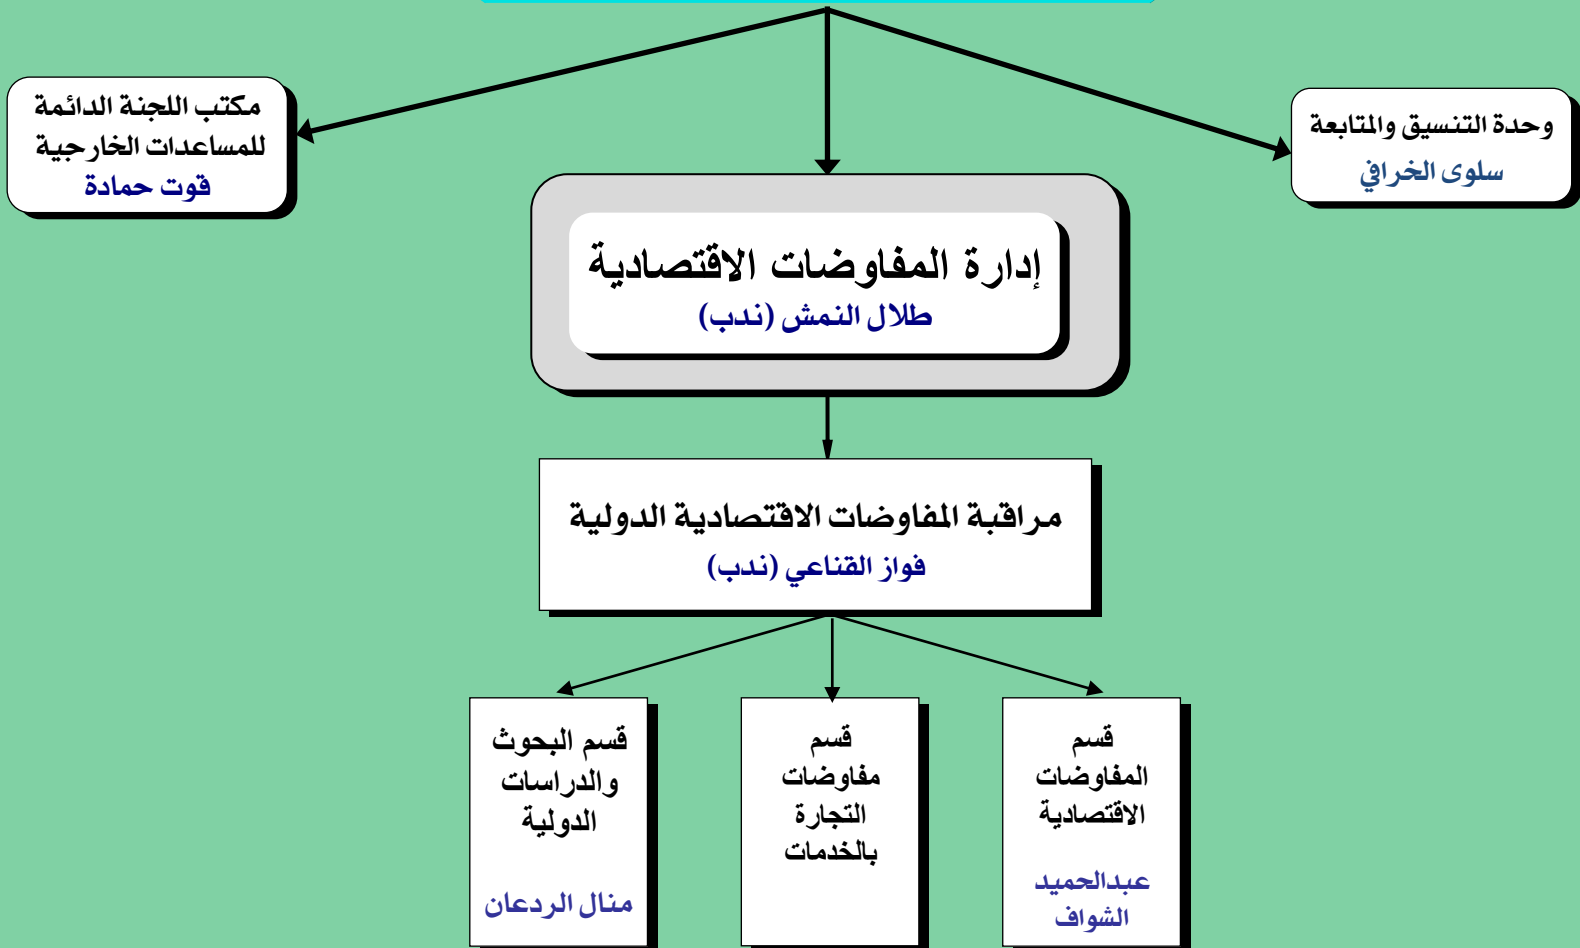 وحدة التنسيق والمتابعة
سلوى الخرافي
مكتب اللجنة الدائمة
للمساعدات الخارجية
قوت حمادة
إدارة المفاوضات الاقتصادية
طلال النمش (ندب)
مراقبة المفاوضات الاقتصادية الدولية
فواز القناعي (ندب)
قسم
المفاوضات
الاقتصادية
عبدالحميد
الشواف
قسم
مفاوضات
التجارة
بالخدمات
قسم البحوث
والدراسات
الدولية
منال الردعان